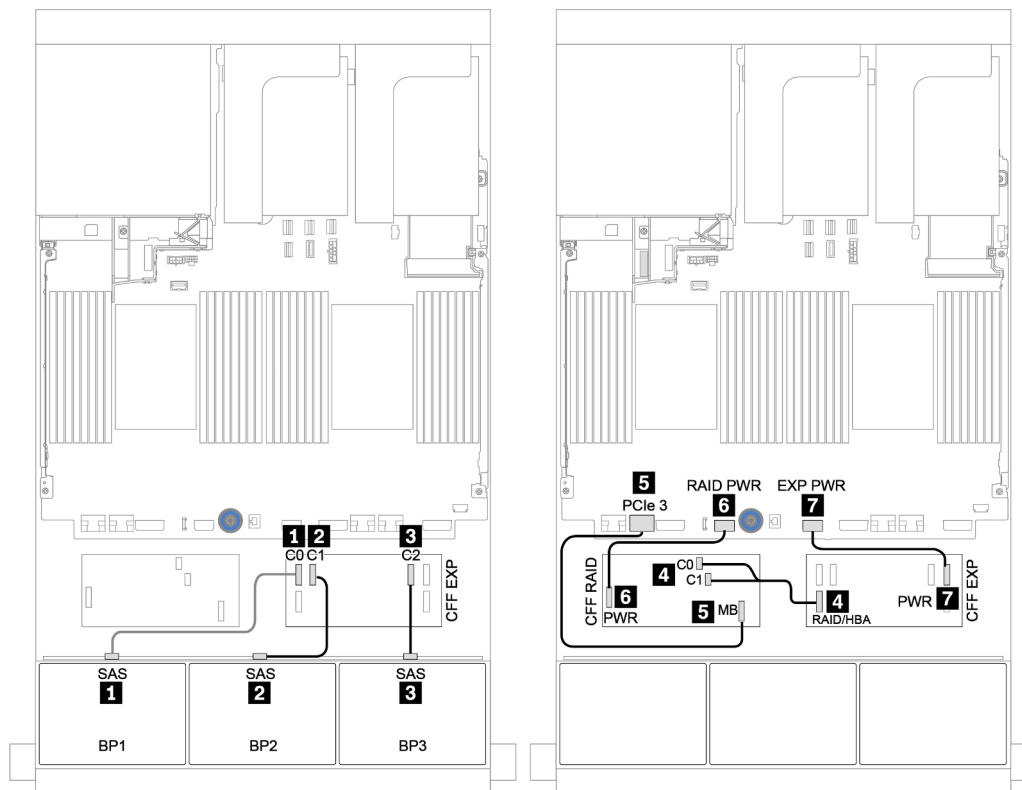 1 2 3
C0 C1 C2
CFF EXP
SAS SAS SAS
1 2 3
BP1 BP2 BP3
5 RAID PWR EXP PWR
PCIe 3 6 7
CFF RAID
4 C0
C1
6 PWR
5 MB
4
RAID/HBA
PWR 7
CFF EXP